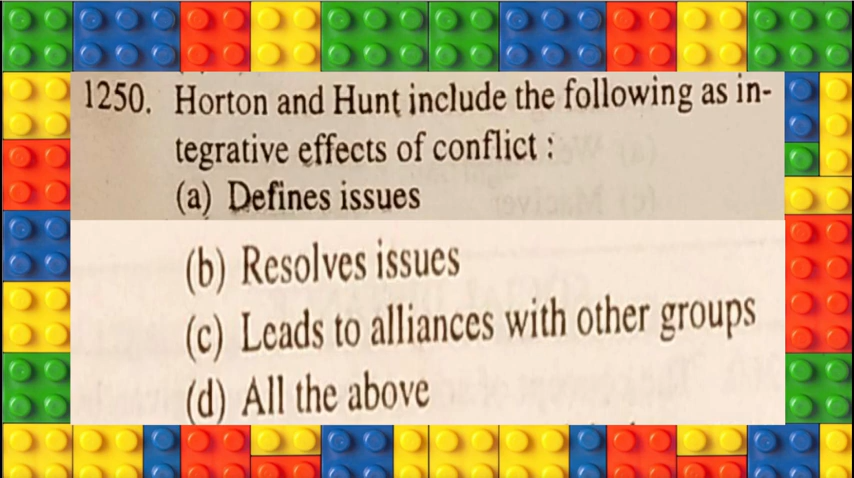 1250. Horton and Hunt include the following as in-
tegrative effects of conflict :
(a) Defines issues
(b) Resolves issues
(c) Leads to alliances with other groups
(d) All the above